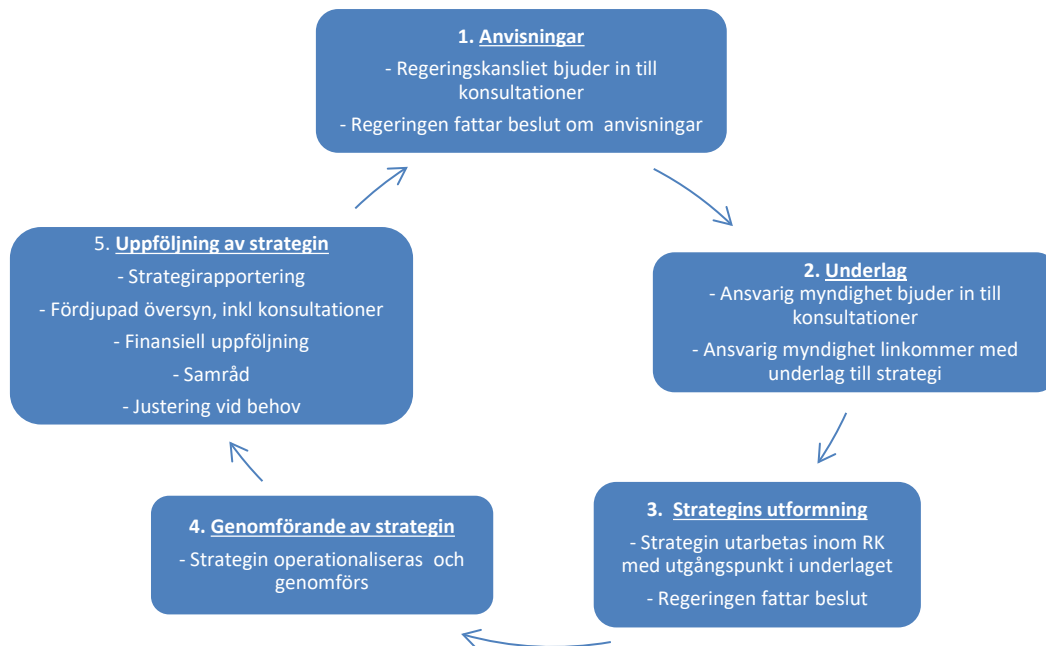 1. Anvisningar
- Regeringskansliet bjuder in till
konsultationer
- Regeringen fattar beslut om anvisningar
2. Underlag
- Ansvarig myndighet bjuder in till
konsultationer
- Ansvarig myndighet linkommer med
underlag till strategi
3. Strategins utformning
- Strategin utarbetas inom RK
med utgångspunkt i underlaget
- Regeringen fattar beslut
4. Genomförande av strategin
- Strategin operationaliseras och
genomförs
5. Uppföljning av strategin
- Strategirapportering
- Fördjupad översyn, inkl konsultationer
- Finansiell uppföljning
- Samråd
- Justering vid behov